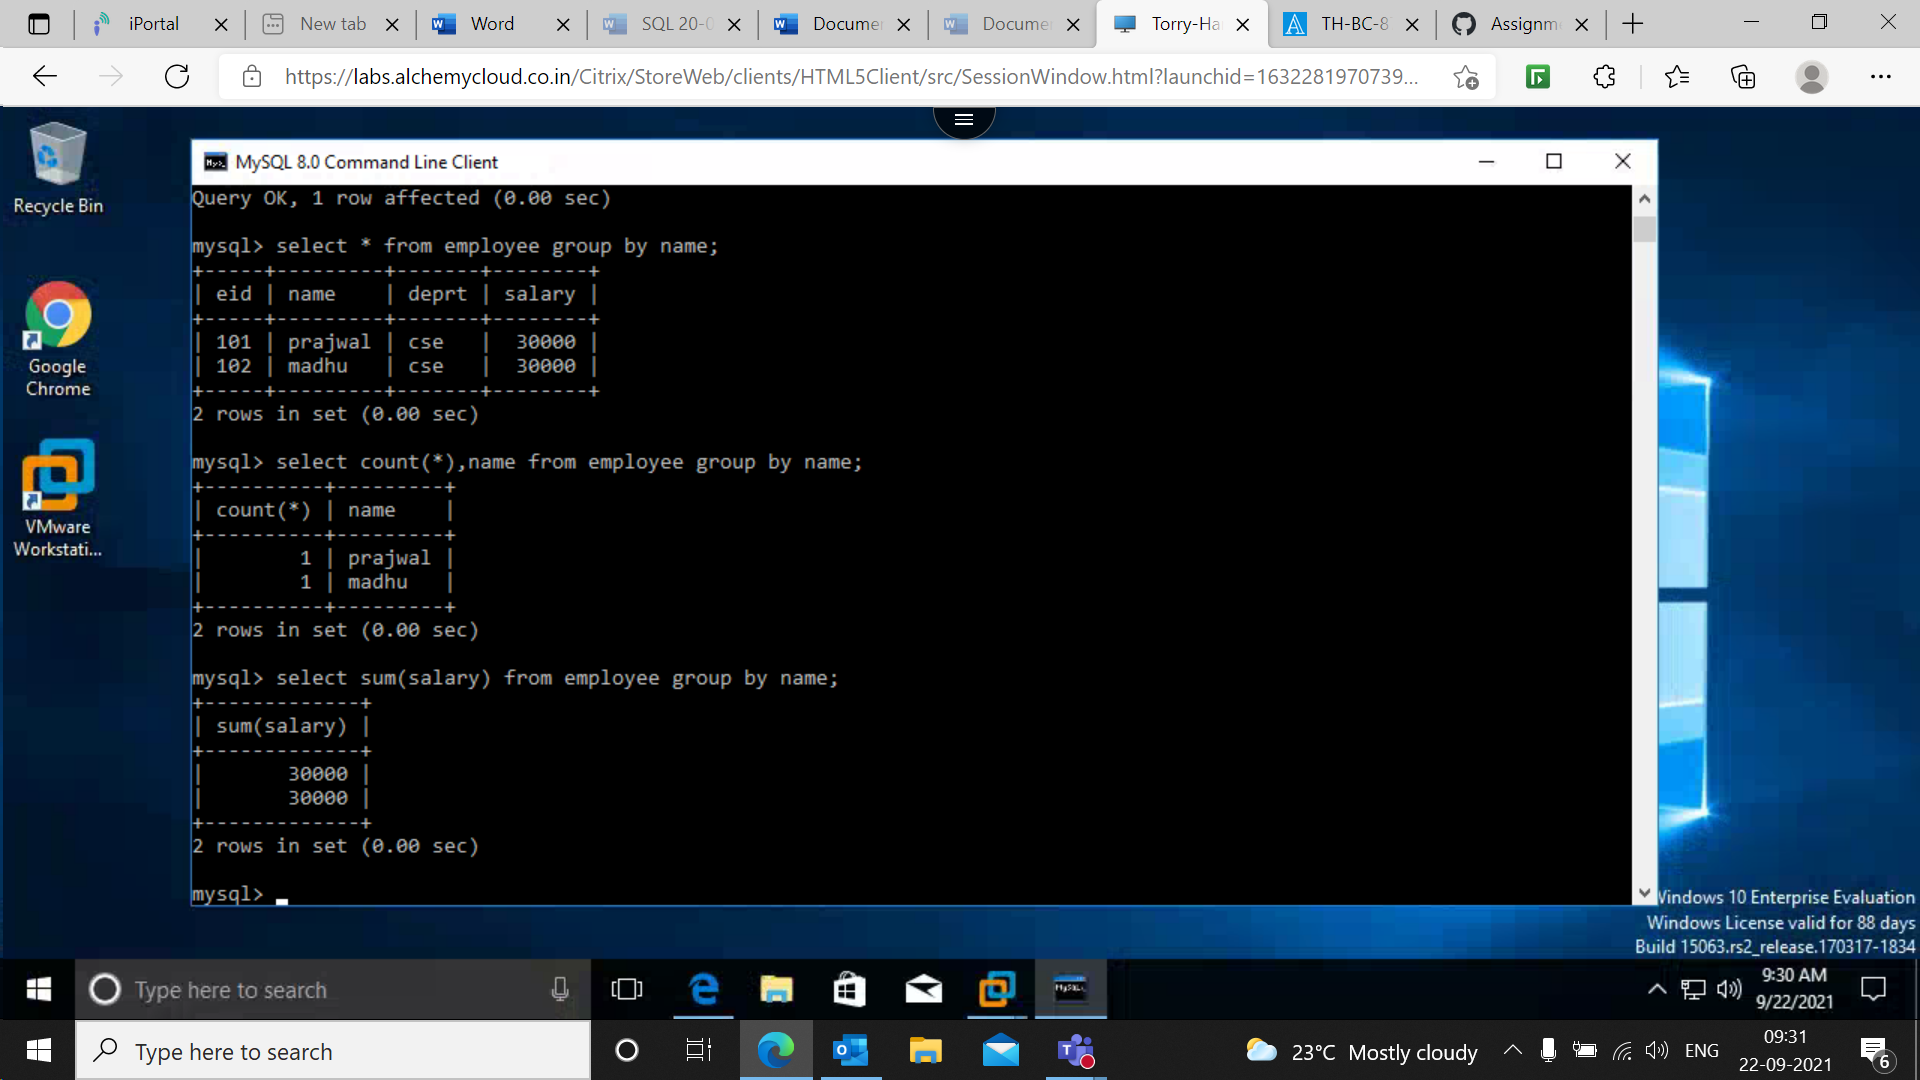 iPortal
New tab
Word
SQL 20-0
Documen
Documen
Torry-Ha
TH-BC-8
Assignme
https://labs.alchemycloud.co.in/Citrix/StoreWeb/clients/HTML5Client/src/SessionWindow.html?launchid=1632281970739...
Recycle Bin
Google
Chrome
VMware
Workstati...
MySQL 8.0 Command Line Client
Query OK, 1 row affected (0.00 sec)
mysql> select * from employee group by name;
+-----+---------+-------+--------+
| eid | name    | deprt | salary |
+-----+---------+-------+--------+
| 101 | prajwal | cse   |  30000 |
| 102 | madhu   | cse   |  30000 |
+-----+---------+-------+--------+
2 rows in set (0.00 sec)
mysql> select count(*),name from employee group by name;
+----------+---------+
| count(*) | name    |
+----------+---------+
|        1 | prajwal |
|        1 | madhu   |
+----------+---------+
2 rows in set (0.00 sec)
mysql> select sum(salary) from employee group by name;
+-------------+
| sum(salary) |
+-------------+
|       30000 |
|       30000 |
+-------------+
2 rows in set (0.00 sec)
mysql>
Windows 10 Enterprise Evaluation
Windows License valid for 88 days
Build 15063.rs2_release.170317-1834
Type here to search
9:30 AM
9/22/2021
Type here to search
23°C Mostly cloudy
ENG
09:31
22-09-2021
6